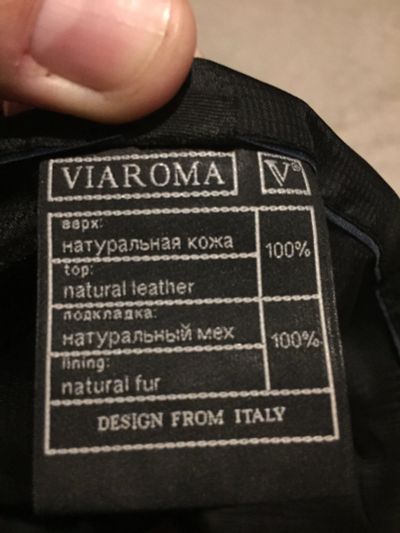 VIAROMA V®
верх:
натуральная кожа
100%
top:
natural leather
подкладка:
натуральный мех
100%
lining:
natural fur
DESIGN FROM ITALY